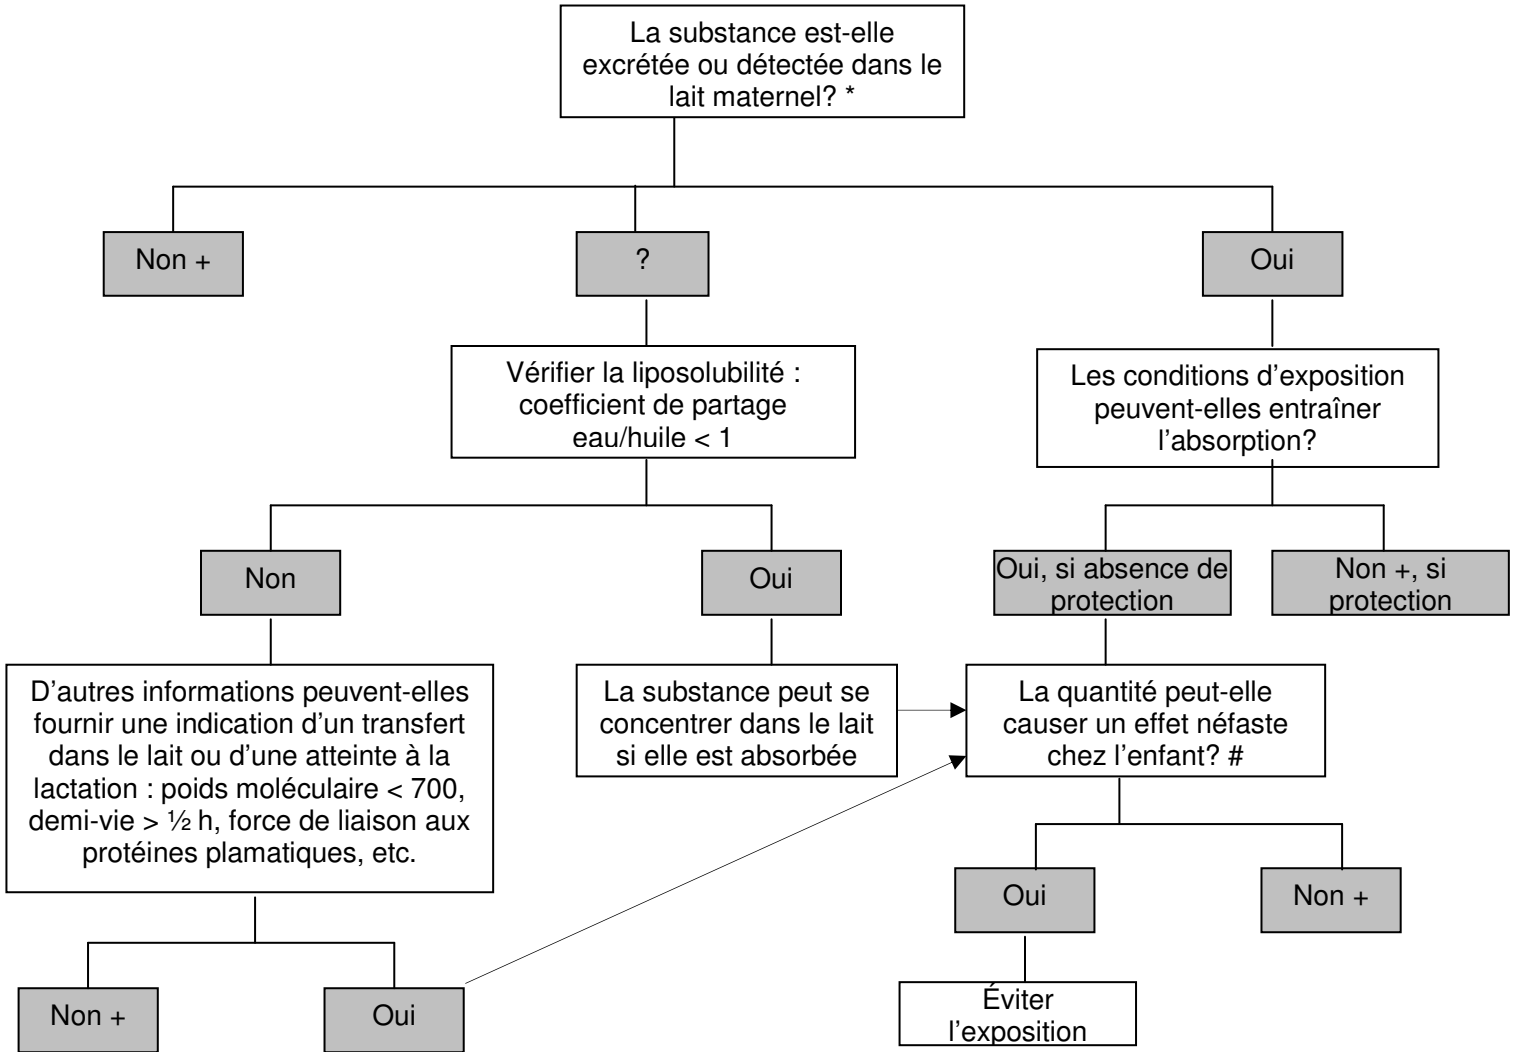 La substance est-elle
excrétée ou détectée dans le
lait maternel? *
Non +
?
Oui
Vérifier la liposolubilité :
coefficient de partage
eau/huile < 1
Les conditions d'exposition
peuvent-elles entraîner
l'absorption?
Non
Oui
Oui, si absence de
protection
Non +, si
protection
D'autres informations peuvent-elles
fournir une indication d'un transfert
dans le lait ou d'une atteinte à la
lactation : poids moléculaire < 700,
demi-vie > ½ h, force de liaison aux
protéines plamatiques, etc.
La substance peut se
concentrer dans le lait
si elle est absorbée
La quantité peut-elle
causer un effet néfaste
chez l'enfant? #
Oui
Non +
Non +
Oui
Éviter
l'exposition